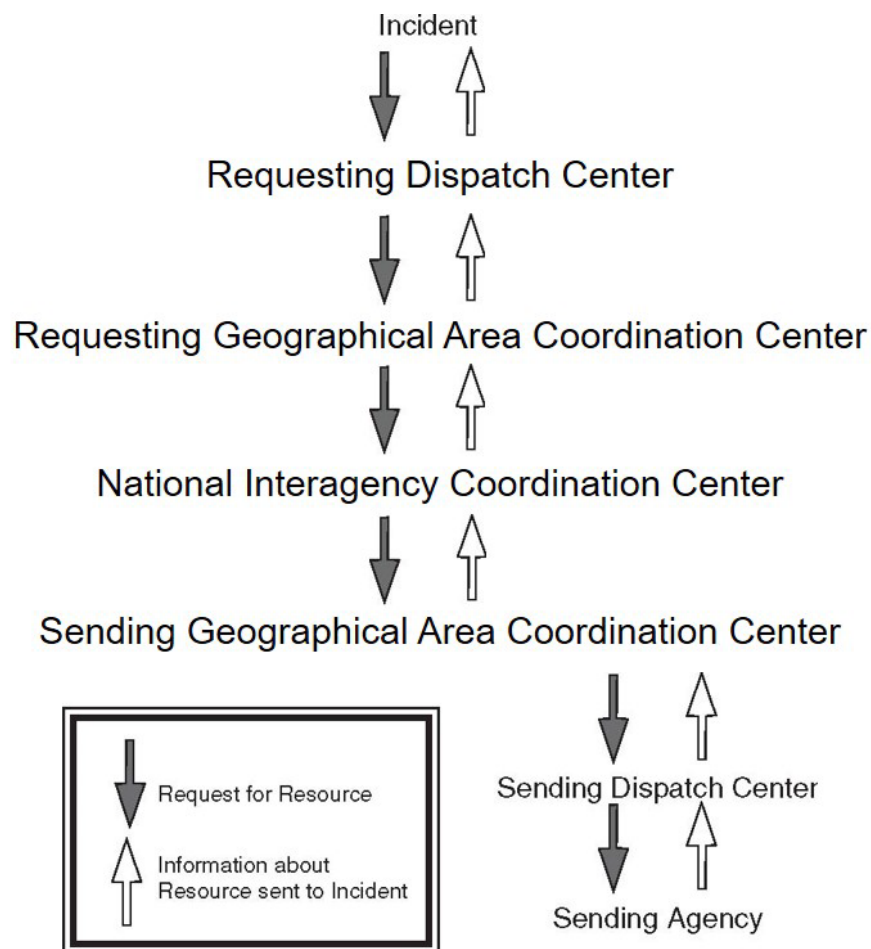 Incident
Requesting Dispatch Center
Requesting Geographical Area Coordination Center
National Interagency Coordination Center
Sending Geographical Area Coordination Center
Sending Dispatch Center
Sending Agency
Request for Resource
Information about
Resource sent to Incident